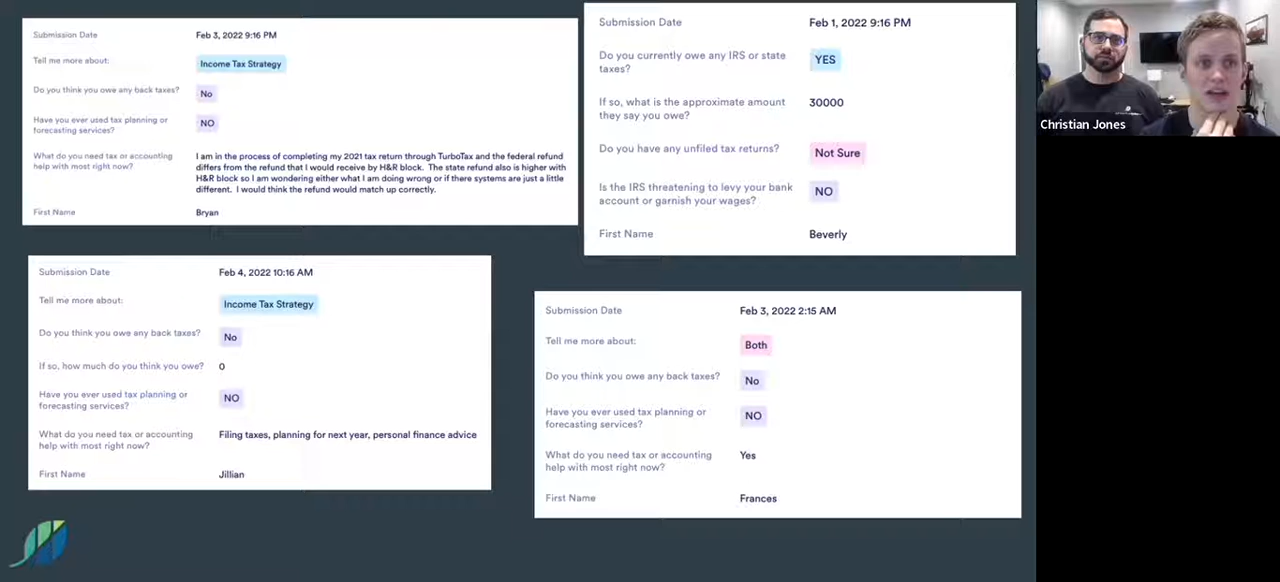 Submission Date Feb 3, 2022 9:16 PM
Tell me more about: Income Tax Strategy
Do you think you owe any back taxes? No
Have you ever used tax planning or
forecasting services? NO
What do you need tax or accounting
help with most right now?
I am in the process of completing my 2021 tax return through TurboTax and the federal refund
differs from the refund that I would receive by H&R block. The state refund also is higher with
H&R block so I am wondering either what I am doing wrong or if there systems are just a little
different. I would think the refund would match up correctly.
First Name Bryan
Submission Date Feb 1, 2022 9:16 PM
Do you currently owe any IRS or state
taxes? YES
If so, what is the approximate amount
they say you owe? 30000
Do you have any unfiled tax returns? Not Sure
Is the IRS threatening to levy your bank
account or garnish your wages? NO
First Name Beverly
Submission Date Feb 4, 2022 10:16 AM
Tell me more about: Income Tax Strategy
Do you think you owe any back taxes? No
If so, how much do you think you owe? 0
Have you ever used tax planning or
forecasting services? NO
What do you need tax or accounting
help with most right now? Filing taxes, planning for next year, personal finance advice
First Name Jillian
Submission Date Feb 3, 2022 2:15 AM
Tell me more about: Both
Do you think you owe any back taxes? No
Have you ever used tax planning or
forecasting services? NO
What do you need tax or accounting
help with most right now? Yes
First Name Frances
Christian Jones